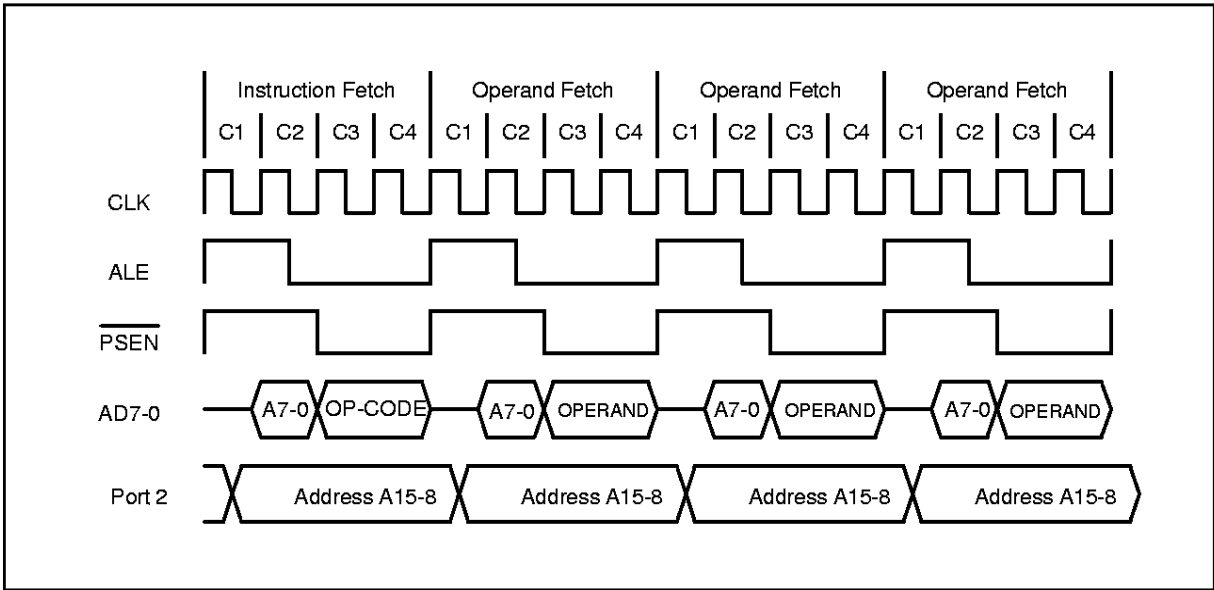 Instruction Fetch Operand Fetch Operand Fetch Operand Fetch
C1 C2 C3 C4 C1 C2 C3 C4 C1 C2 C3 C4 C1 C2 C3 C4
CLK
ALE
PSEN
AD7-0 A7-0 OP-CODE A7-0 OPERAND A7-0 OPERAND A7-0 OPERAND
Port 2 Address A15-8 Address A15-8 Address A15-8 Address A15-8